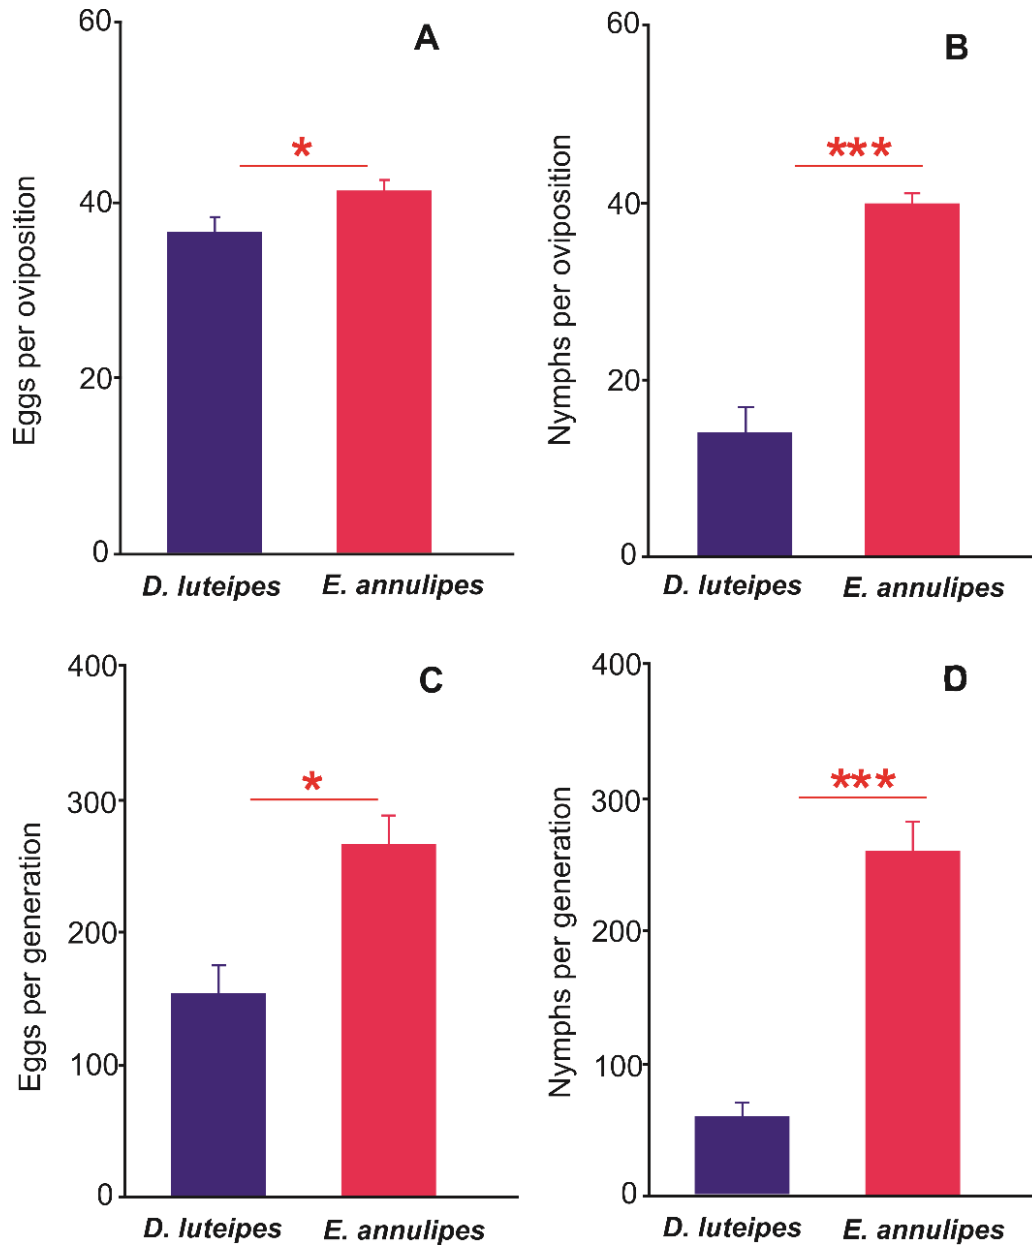 A
60
*
40
20
0
Eggs per oviposition
D. luteipes E. annulipes
B
60
***
40
20
0
Nymphs per oviposition
D. luteipes E. annulipes
C
400
*
300
200
100
0
Eggs per generation
D. luteipes E. annulipes
D
400
***
300
200
100
0
Nymphs per generation
D. luteipes E. annulipes